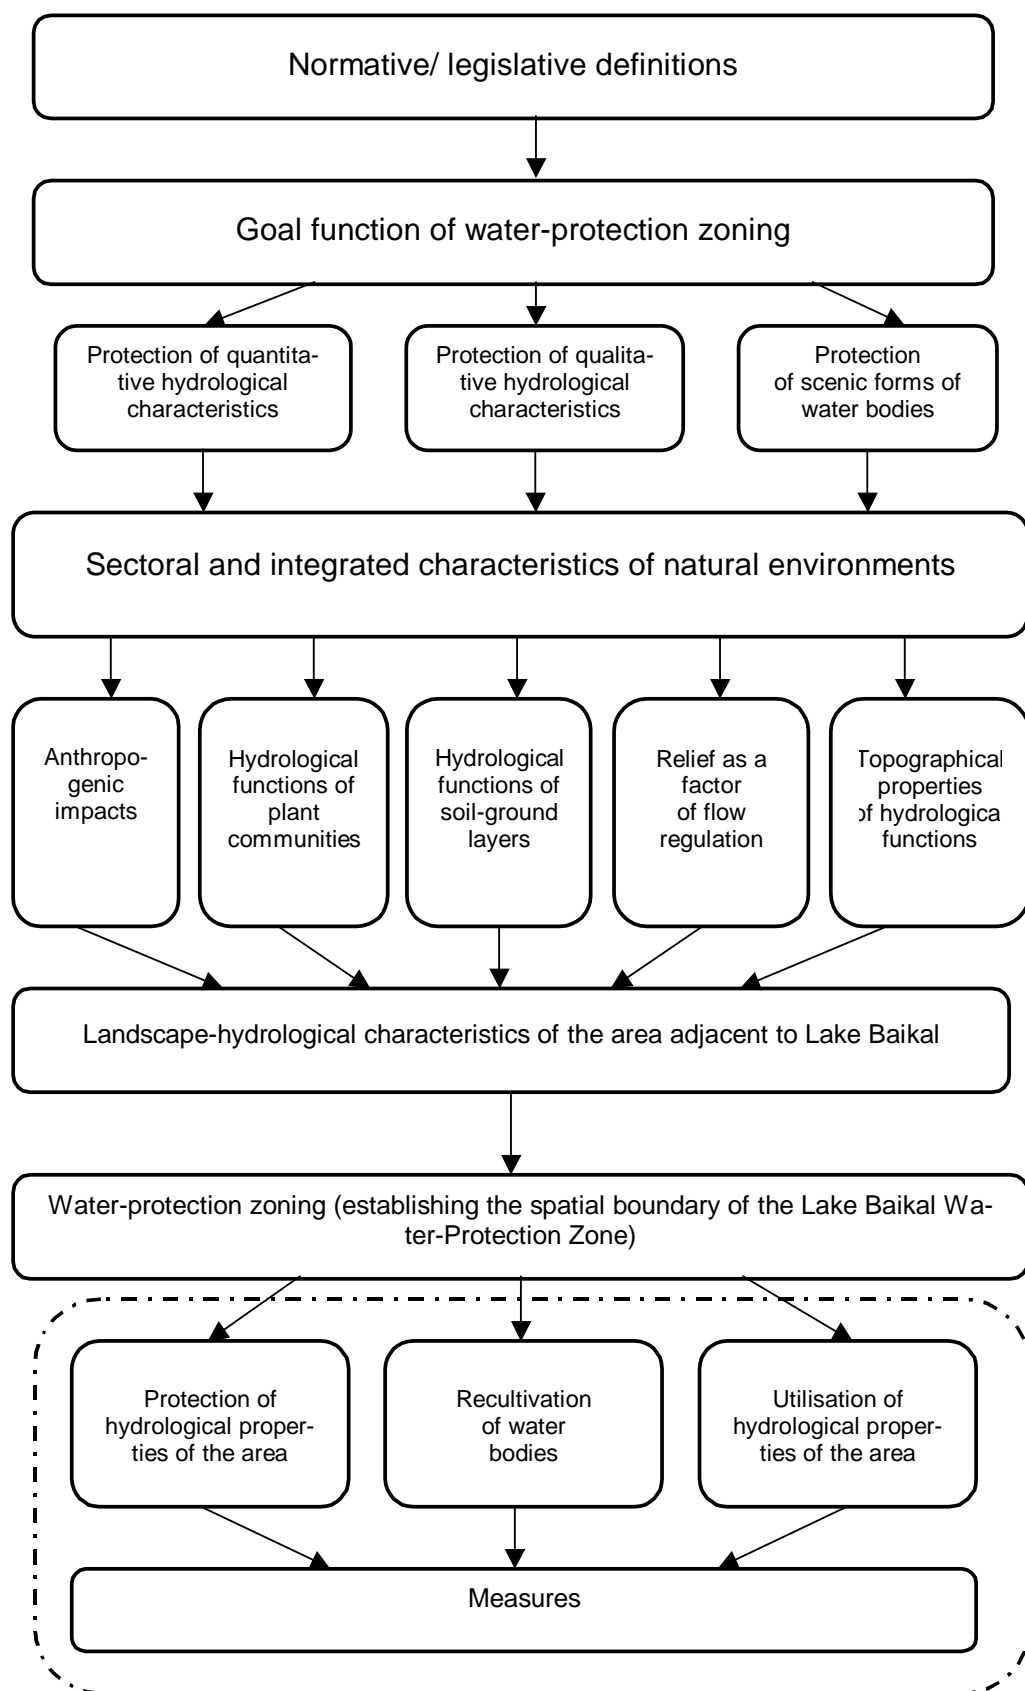 Normative/ legislative definitions
Goal function of water-protection zoning
Protection of quantita-
tive hydrological
characteristics
Protection of qualita-
tive hydrological
characteristics
Protection
of scenic forms of
water bodies
Sectoral and integrated characteristics of natural environments
Anthropo-
genic
impacts
Hydrological
functions of
plant
communities
Hydrological
functions of
soil-ground
layers
Relief as a
factor
of flow
regulation
Topographical
properties
of hydrological
functions
Landscape-hydrological characteristics of the area adjacent to Lake Baikal
Water-protection zoning (establishing the spatial boundary of the Lake Baikal Wa-
ter-Protection Zone)
Protection of
hydrological proper-
ties of the area
Recultivation
of water
bodies
Utilisation of
hydrological proper-
ties of the area
Measures